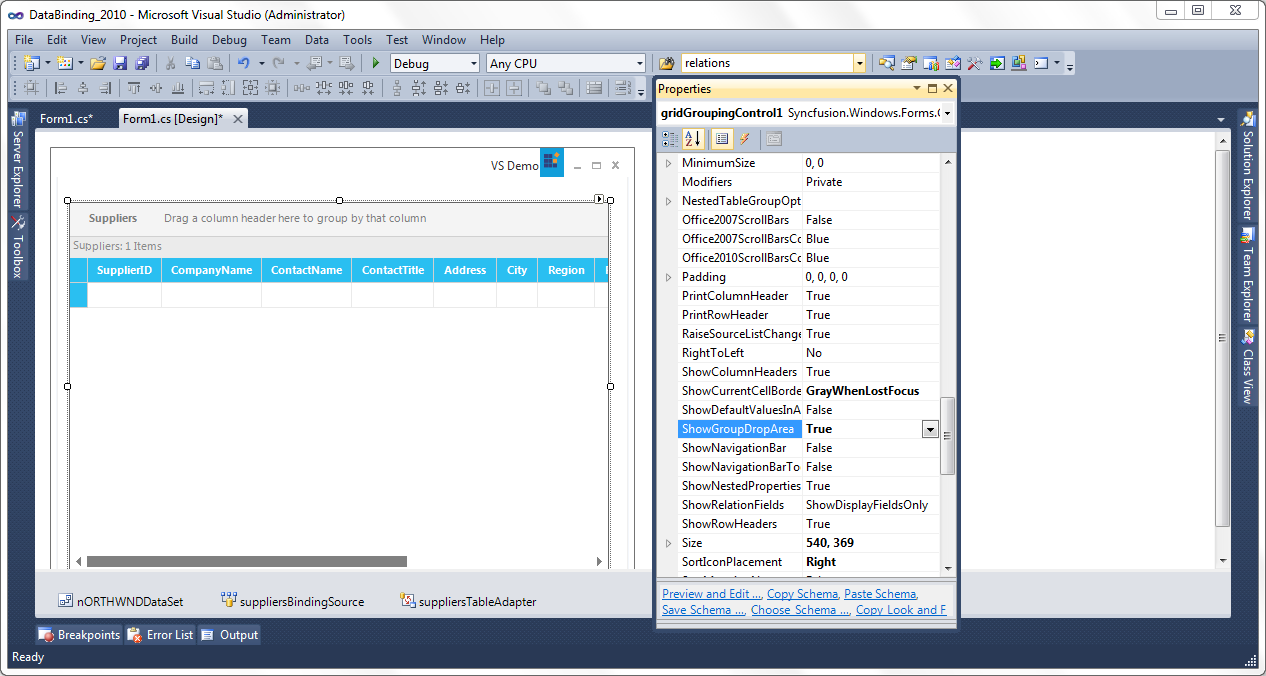 DataBinding_2010 - Microsoft Visual Studio (Administrator)
File Edit View Project Build Debug Team Data Tools Test Window Help
Debug Any CPU relations
Form1.cs* Form1.cs [Design]*
Server Explorer
Toolbox
VS Demo
Suppliers Drag a column header here to group by that column
Suppliers: 1 Items
SupplierID CompanyName ContactName ContactTitle Address City Region
nORTHWNDDataSet suppliersBindingSource suppliersTableAdapter
Properties
gridGroupingControl1 Syncfusion.Windows.Forms.
MinimumSize 0, 0
Modifiers Private
NestedTableGroupOpt
Office2007ScrollBars False
Office2007ScrollBarsCo Blue
Office2010ScrollBarsCo Blue
Padding 0, 0, 0, 0
PrintColumnHeader True
PrintRowHeader True
RaiseSourceListChange True
RightToLeft No
ShowColumnHeaders True
ShowCurrentCellBorde GrayWhenLostFocus
ShowDefaultValuesInA False
ShowGroupDropArea True
ShowNavigationBar False
ShowNavigationBarTo False
ShowNestedProperties True
ShowRelationFields ShowDisplayFieldsOnly
ShowRowHeaders True
Size 540, 369
SortIconPlacement Right
Preview and Edit ..., Copy Schema, Paste Schema,
Save Schema ..., Choose Schema ..., Copy Look and F
Solution Explorer
Team Explorer
Class View
Breakpoints Error List Output
Ready